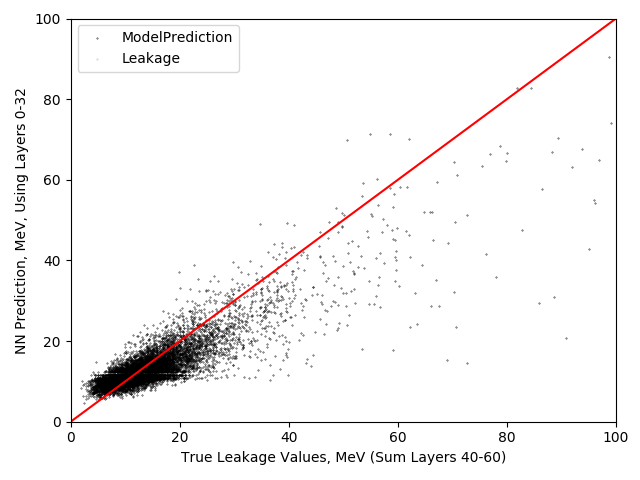 100
80
60
40
20
0
0 20 40 60 80 100
NN Prediction, MeV, Using Layers 0-32
True Leakage Values, MeV (Sum Layers 40-60)
ModelPrediction
Leakage